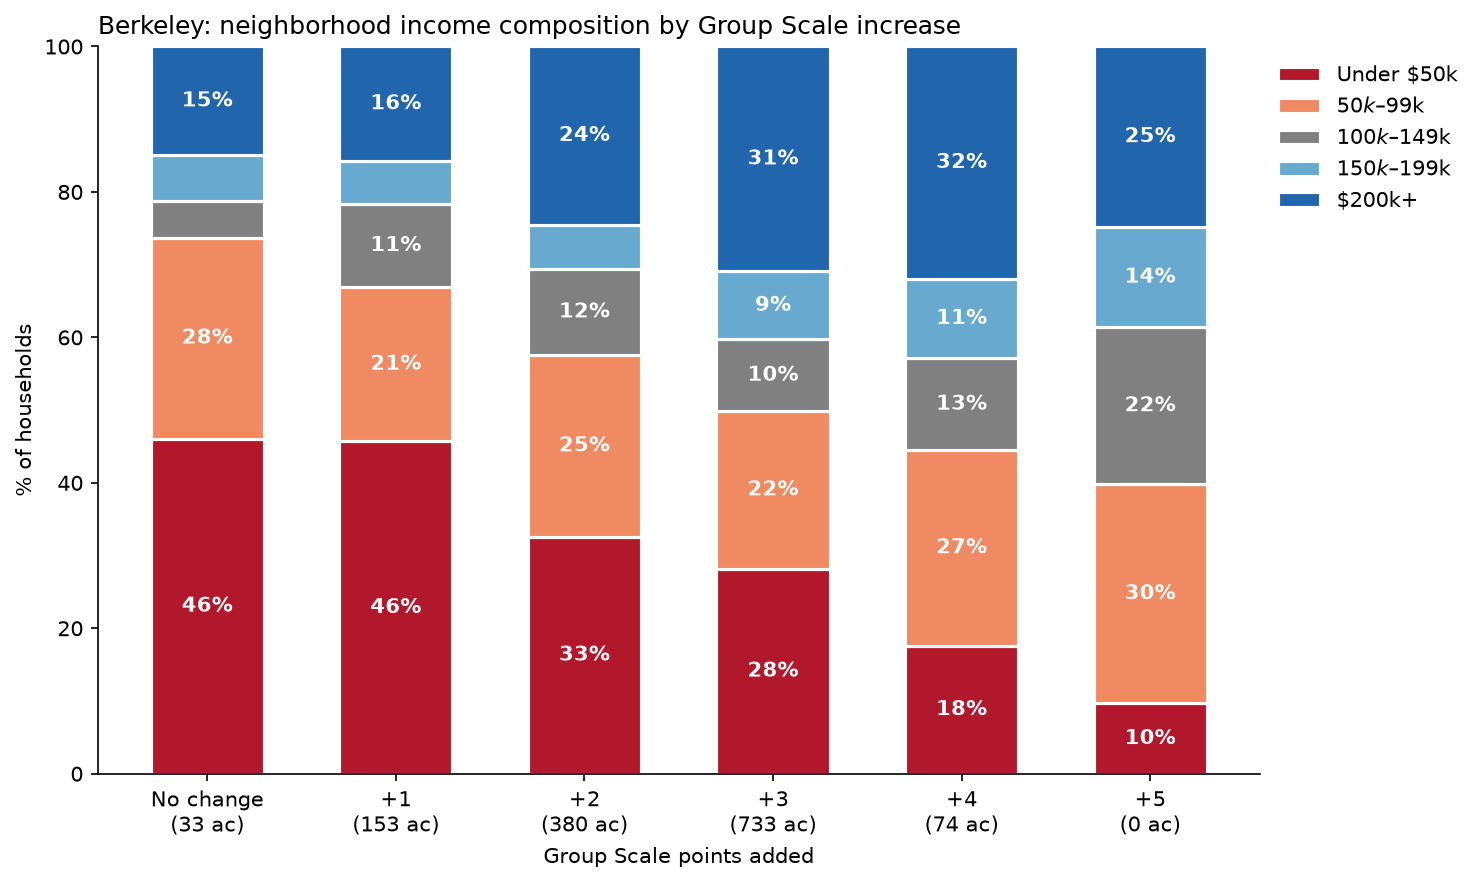 Berkeley: neighborhood income composition by Group Scale increase
100
80
60
40
20
0
% of households
15%
28%
46%
16%
11%
21%
46%
24%
12%
25%
33%
31%
9%
10%
22%
28%
32%
11%
13%
27%
18%
25%
14%
22%
30%
10%
No change
(33 ac)
+1
(153 ac)
+2
(380 ac)
+3
(733 ac)
+4
(74 ac)
+5
(0 ac)
Group Scale points added
Under $50k
50k–99k
100k–149k
150k–199k
$200k+